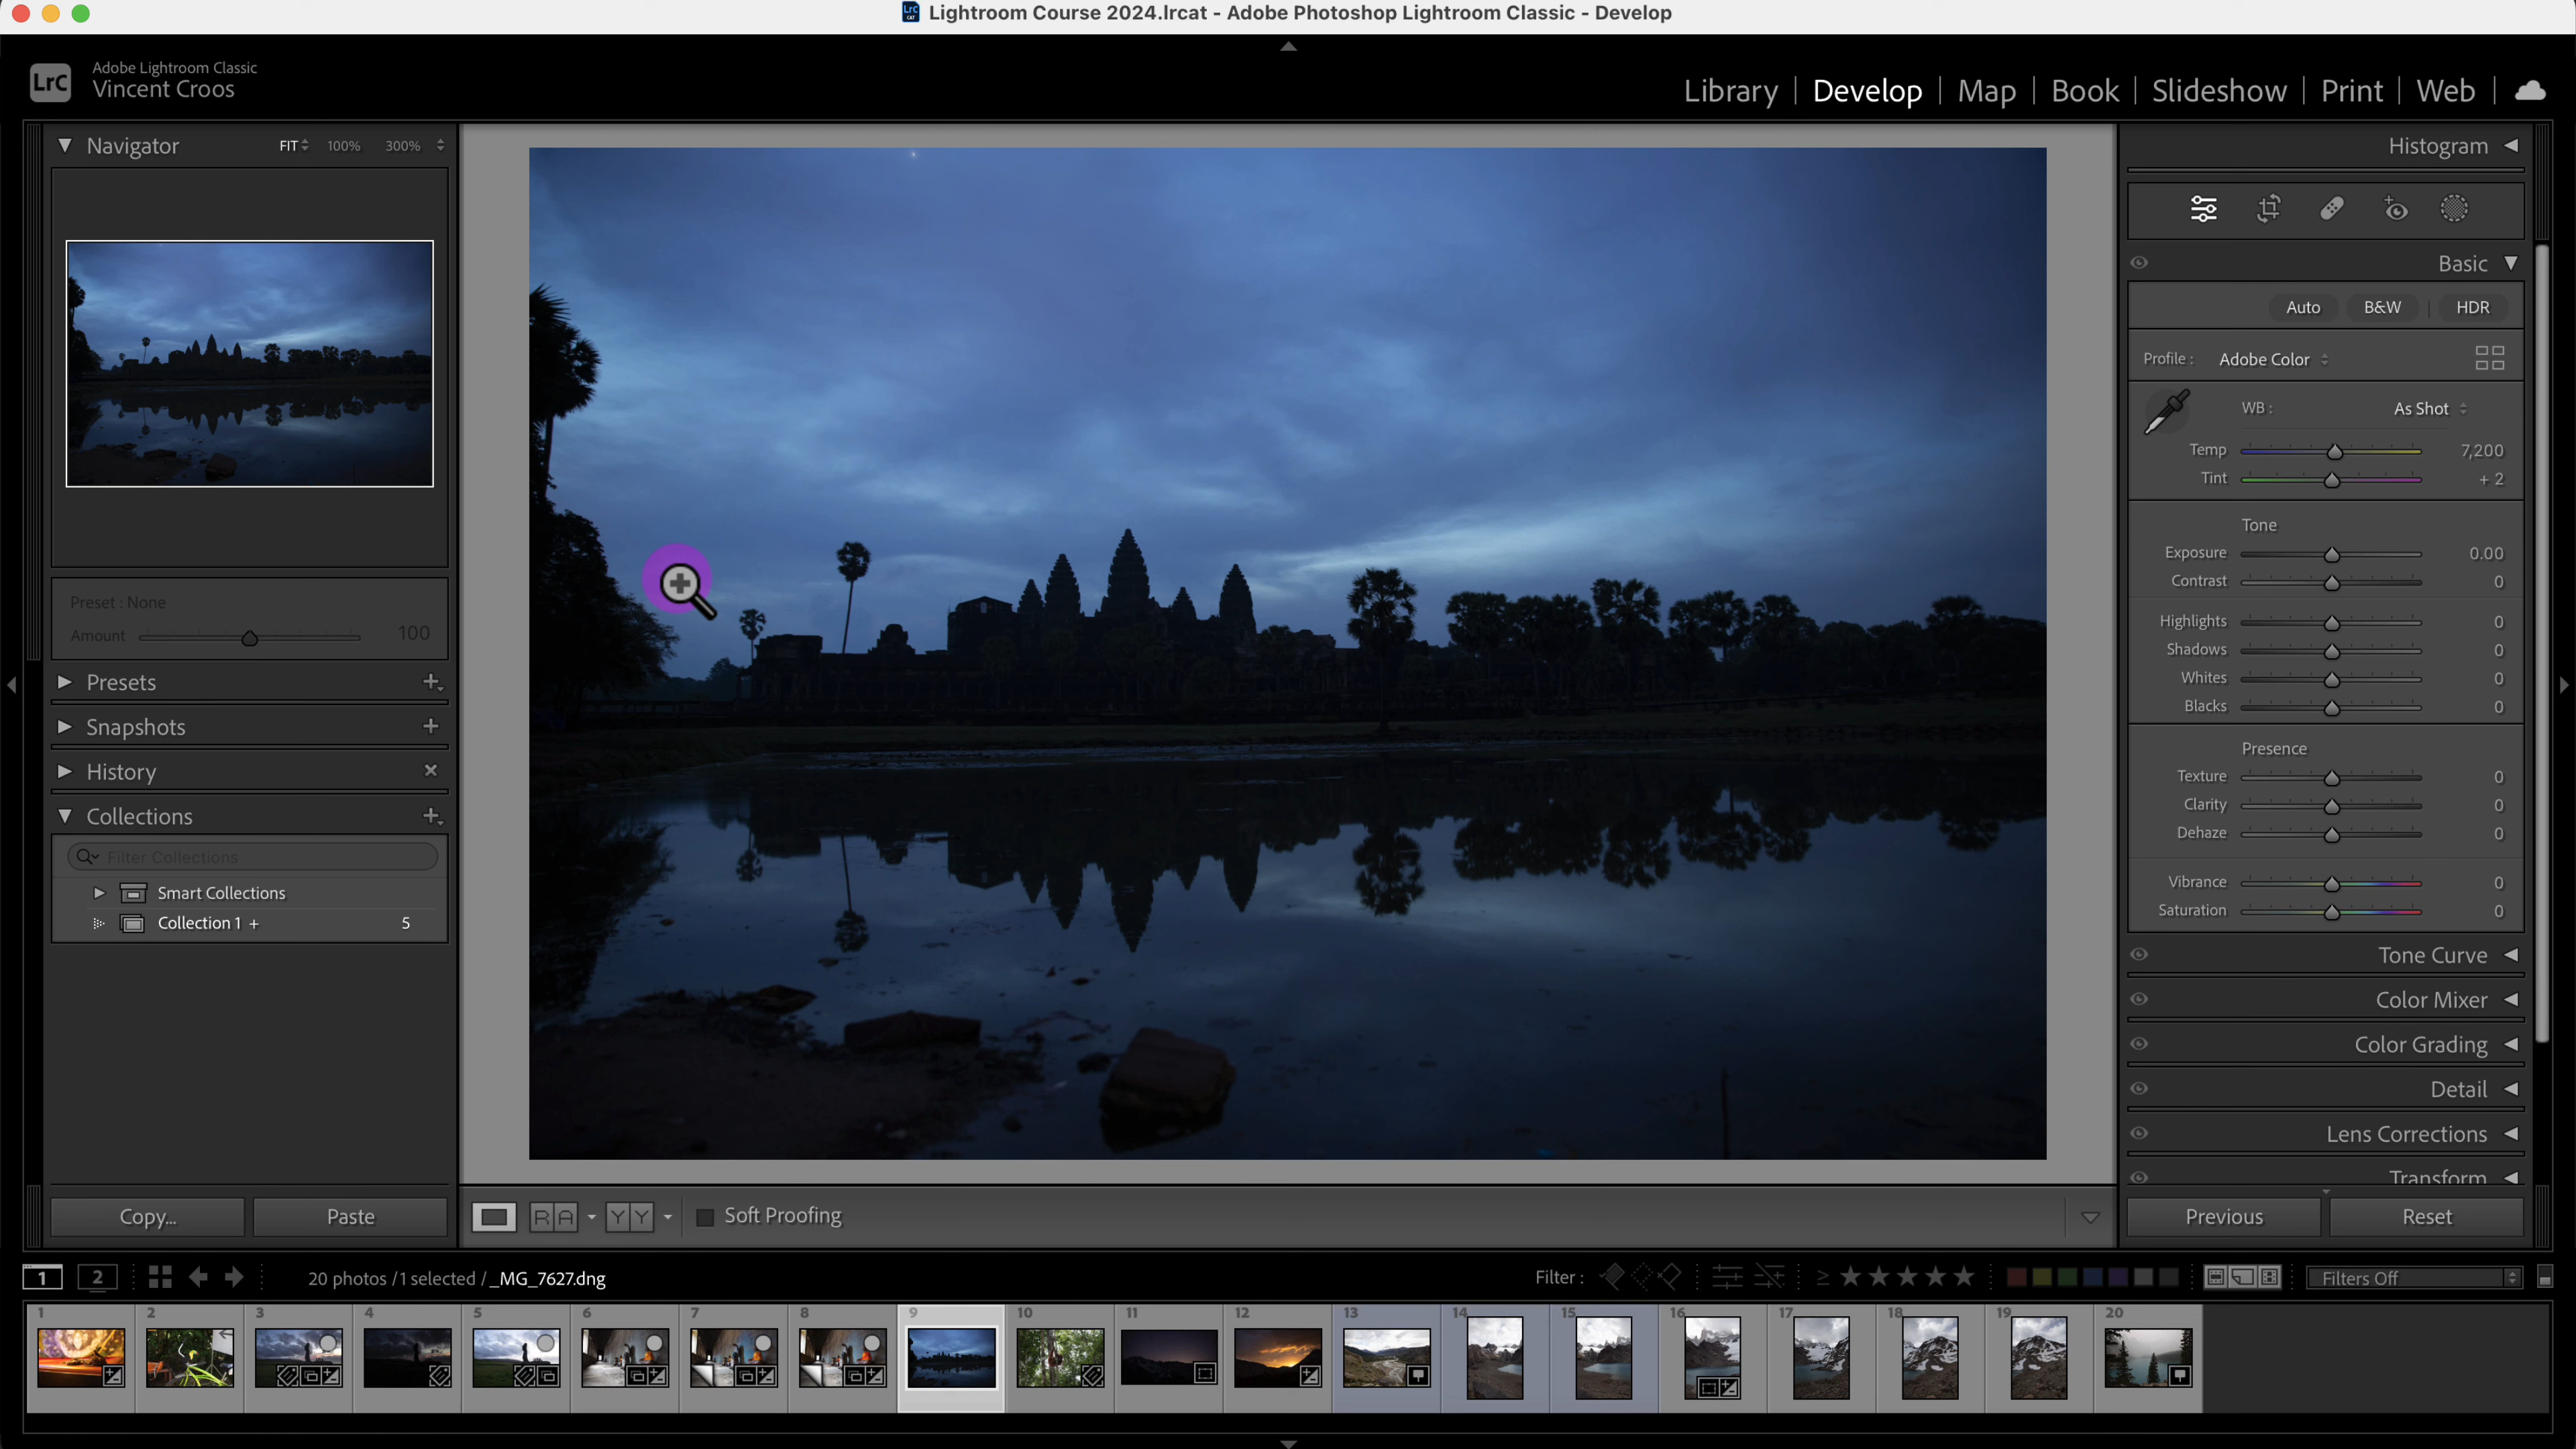 Lightroom Course 2024.lrcat - Adobe Photoshop Lightroom Classic - Develop
LrC
Adobe Lightroom Classic
Vincent Croos
Library | Develop | Map | Book | Slideshow | Print | Web
Navigator FIT 100% 300%
Preset : None
Amount 100
Presets
Snapshots
History
Collections
Filter Collections
Smart Collections
Collection 1 + 5
Copy... Paste
R A Y Y Soft Proofing
Histogram
Basic
Auto B&W HDR
Profile : Adobe Color
WB : As Shot
Temp 7,200
Tint + 2
Tone
Exposure 0.00
Contrast 0
Highlights 0
Shadows 0
Whites 0
Blacks 0
Presence
Texture 0
Clarity 0
Dehaze 0
Vibrance 0
Saturation 0
Tone Curve
Color Mixer
Color Grading
Detail
Lens Corrections
Transform
Previous Reset
1 2 20 photos / 1 selected / _MG_7627.dng Filter : ≥ Filters Off
1 2 3 4 5 6 7 8 9 10 11 12 13 14 15 16 17 18 19 20